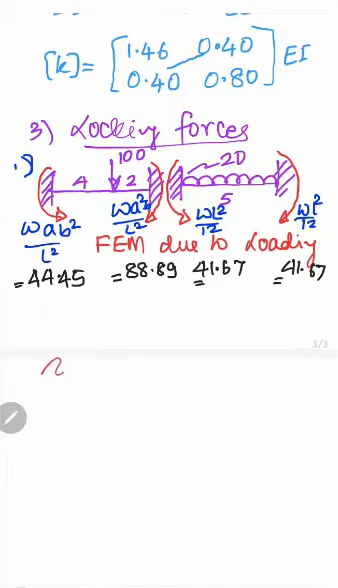 [k] = [1.46 0.40
0.40 0.80] EI
3) Locking forces
1)
100
20
4 2
5
wab²/L² wa²b/L² wl²/12 wl²/12
FEM due to Loading
=44.45 =88.89 41.67 =41.67
3/3